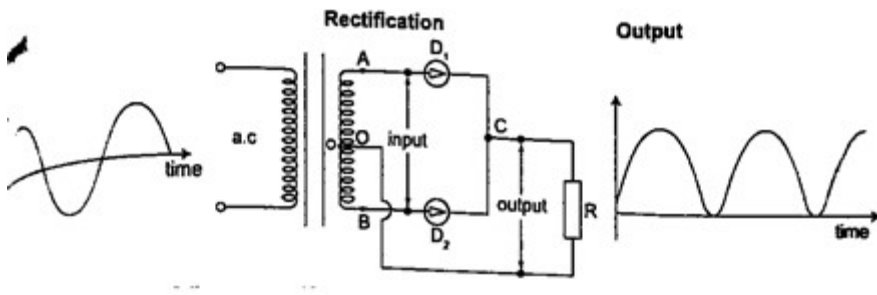 Rectification
Output
A
D₁
a.c
O
input
C
time
B
D₂
output
R
time